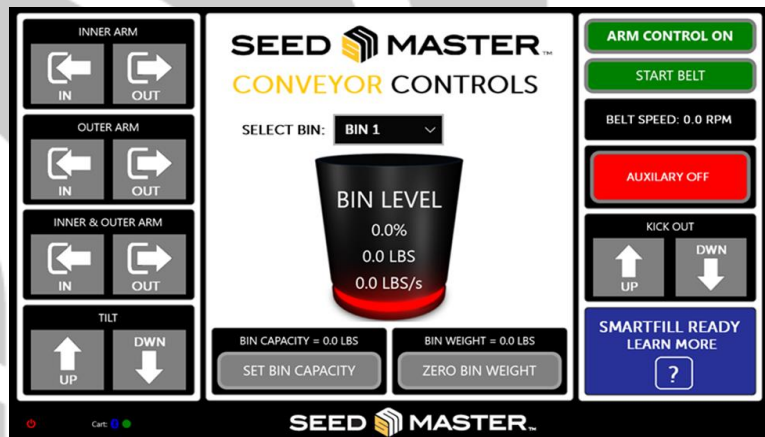 INNER ARM
IN OUT
OUTER ARM
IN OUT
INNER & OUTER ARM
IN OUT
TILT
UP DWN
SEED MASTER™
CONVEYOR CONTROLS
SELECT BIN: BIN 1
BIN LEVEL
0.0%
0.0 LBS
0.0 LBS/s
BIN CAPACITY = 0.0 LBS
SET BIN CAPACITY
BIN WEIGHT = 0.0 LBS
ZERO BIN WEIGHT
ARM CONTROL ON
START BELT
BELT SPEED: 0.0 RPM
AUXILARY OFF
KICK OUT
UP DWN
SMARTFILL READY
LEARN MORE
?
Cart:
SEED MASTER™